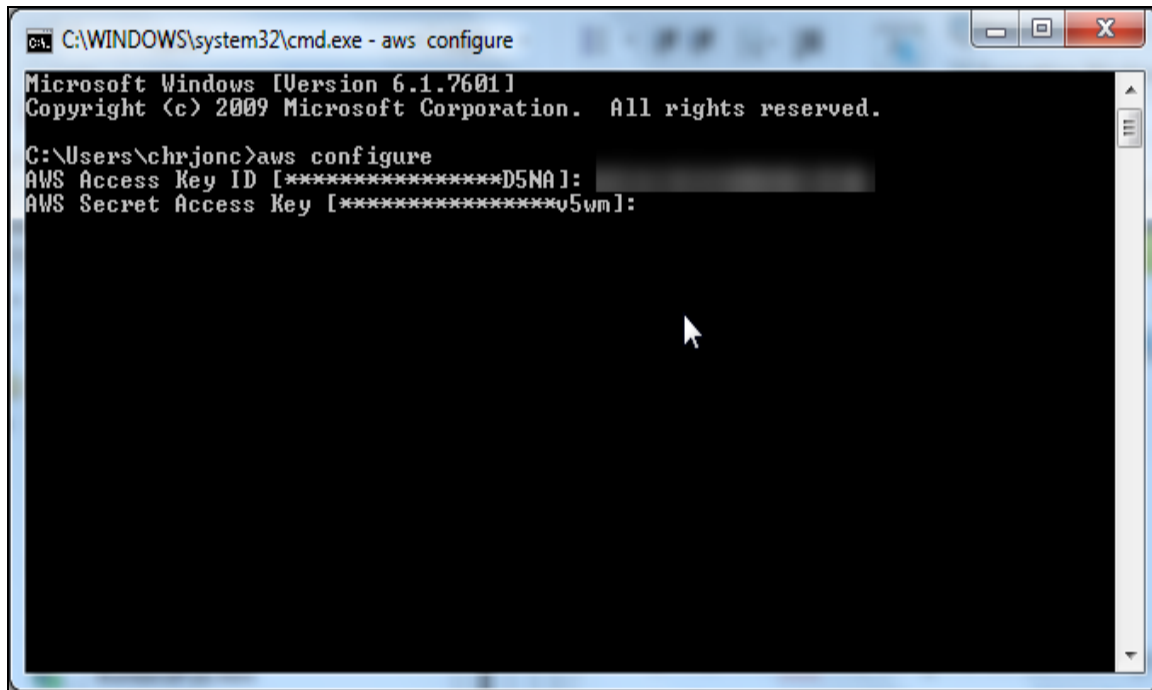 C:\WINDOWS\system32\cmd.exe - aws  configure
Microsoft Windows [Version 6.1.7601]
Copyright (c) 2009 Microsoft Corporation.  All rights reserved.
C:\Users\chrjonc>aws configure
AWS Access Key ID [****************D5NA]:
AWS Secret Access Key [****************v5wm]: